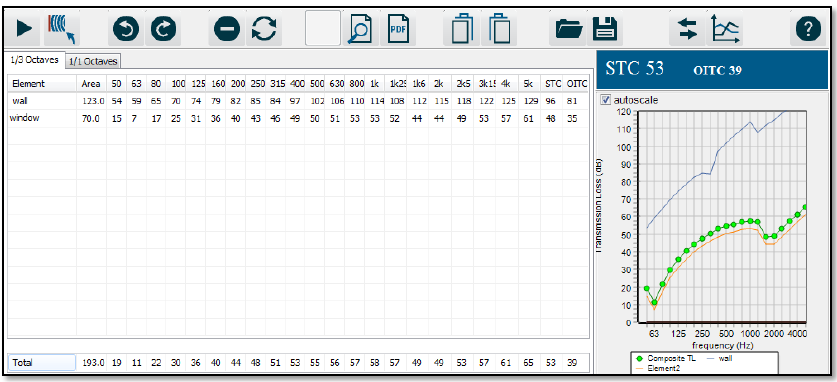 PDF
?
1/3 Octaves 1/1 Octaves
Element Area 50 63 80 100 125 160 200 250 315 400 500 630 800 1k 1k25 1k6 2k 2k5 3k15 4k 5k STC OITC
wall 123.0 54 59 65 70 74 79 82 85 84 97 102 106 110 114 108 112 115 118 122 125 129 96 81
window 70.0 15 7 17 25 31 36 40 43 46 49 50 51 53 53 52 44 44 49 53 57 61 48 35
Total 193.0 19 11 22 30 36 40 44 48 51 53 55 56 57 58 57 49 49 53 57 61 65 53 39
STC 53 OITC 39
autoscale
Transmission Loss (dB)
120
110
100
90
80
70
60
50
40
30
20
10
0
63 125 250 500 1000 2000 4000
frequency (Hz)
Composite TL wall
Element2